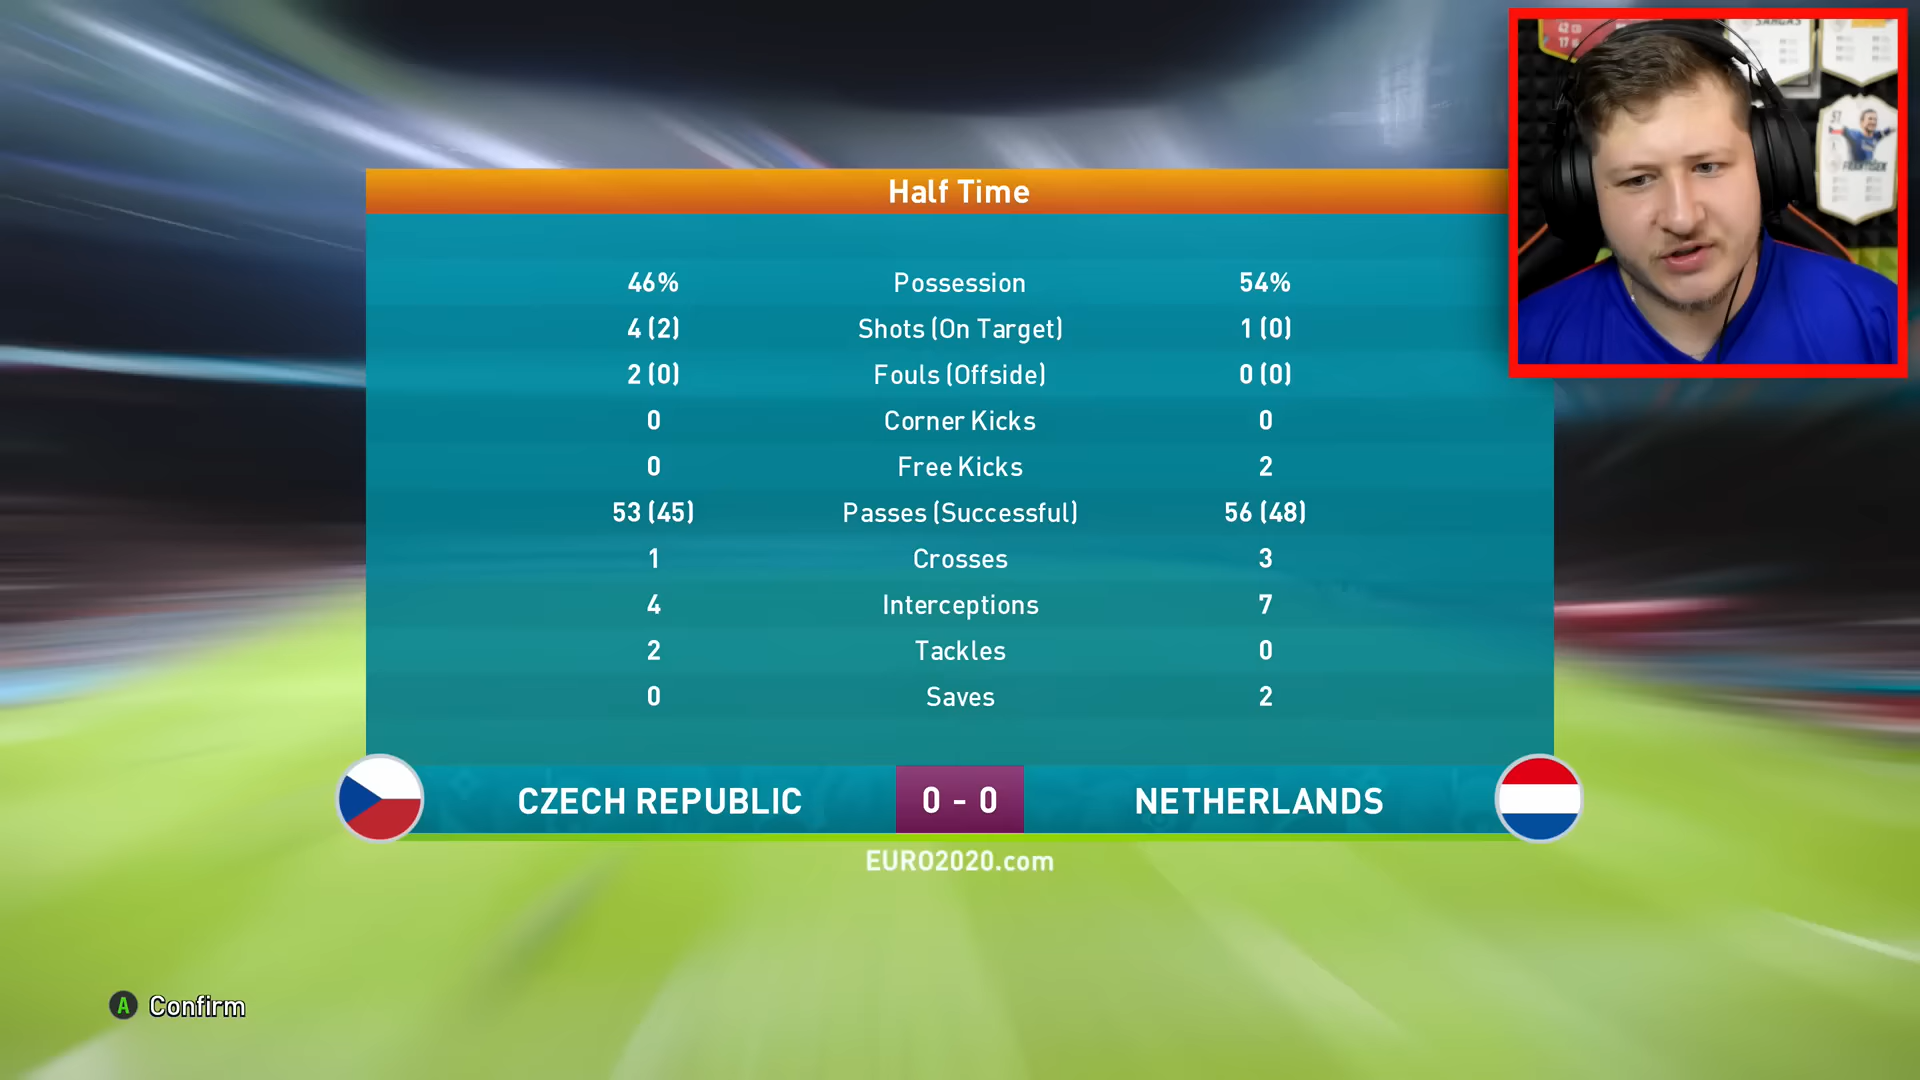 Half Time
46% Possession 54%
4 (2) Shots (On Target) 1 (0)
2 (0) Fouls (Offside) 0 (0)
0 Corner Kicks 0
0 Free Kicks 2
53 (45) Passes (Successful) 56 (48)
1 Crosses 3
4 Interceptions 7
2 Tackles 0
0 Saves 2
CZECH REPUBLIC 0 - 0 NETHERLANDS
EURO2020.com
A Confirm